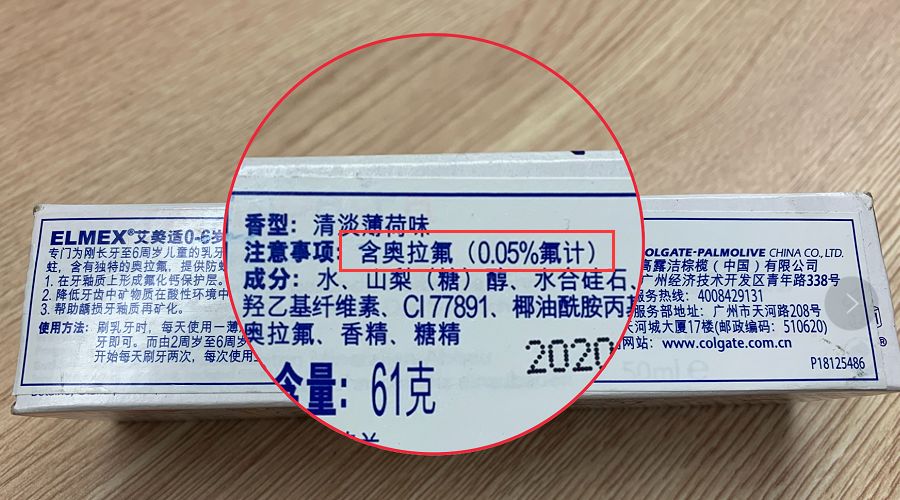 ELMEX®艾美适0-6岁
专门为刚长牙至6周岁儿童的乳牙
蛀，含有独特的奥拉氟，提供防蛀
1. 在牙釉质上形成氟化钙保护层。
2. 降低牙齿中矿物质在酸性环境中
3. 帮助龋损牙釉质再矿化。
使用方法：刷乳牙时，每天使用一薄
牙即可。而由2周岁至6周岁
开始每天刷牙两次，每次使用
香型：清淡薄荷味
注意事项：含奥拉氟（0.05%氟计）
成分：水、山梨（糖）醇、水合硅石
羟乙基纤维素、CI 77891、椰油酰胺丙基
奥拉氟、香精、糖精
2020
含量：61克
COLGATE-PALMOLIVE CHINA CO., LTD.
高露洁棕榄（中国）有限公司
广州经济技术开发区青年路338号
服务热线：4008429131
服务部地址：广州市天河路208号
天河城大厦17楼(邮政编码：510620)
网站：www.colgate.com.cn
P18125486
50ml e